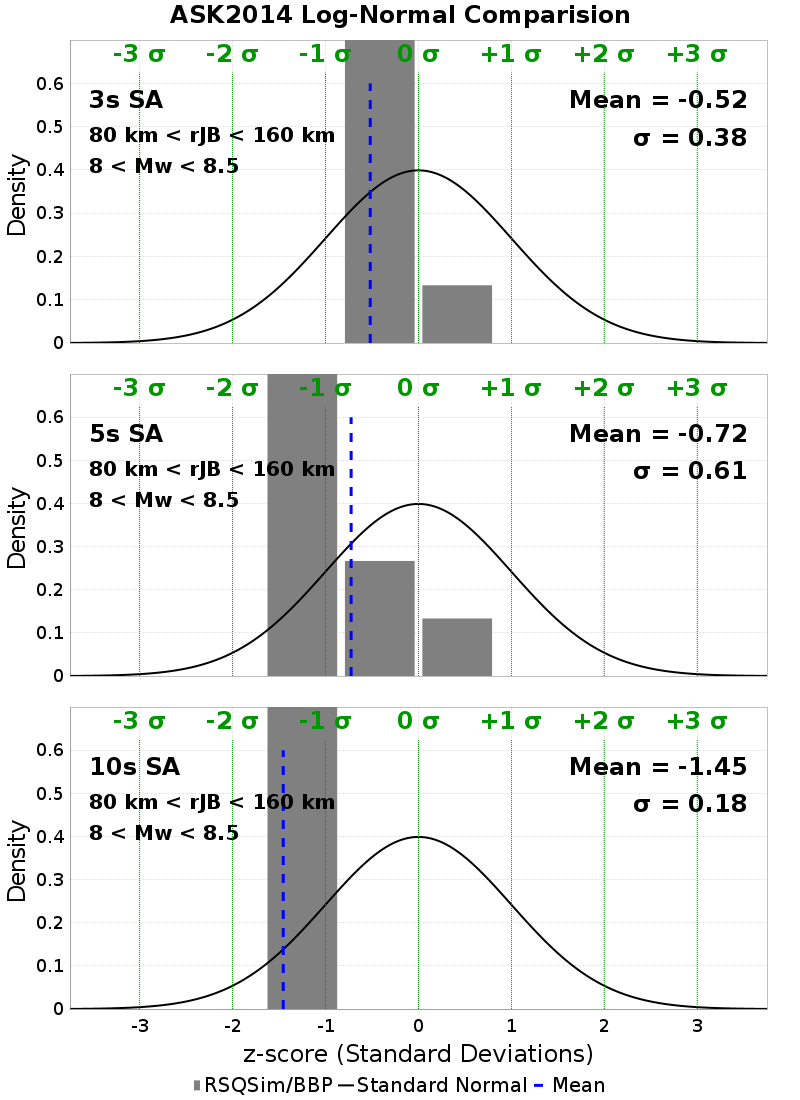 ASK2014 Log-Normal Comparision
-3 σ -2 σ -1 σ 0 σ +1 σ +2 σ +3 σ
0.6
3s SA Mean = -0.52
0.5
80 km < rJB < 160 km σ = 0.38
8 < Mw < 8.5
0.4
Density
0.3
0.2
0.1
0
-3 σ -2 σ -1 σ 0 σ +1 σ +2 σ +3 σ
0.6
5s SA Mean = -0.72
0.5
80 km < rJB < 160 km σ = 0.61
8 < Mw < 8.5
0.4
Density
0.3
0.2
0.1
0
-3 σ -2 σ -1 σ 0 σ +1 σ +2 σ +3 σ
0.6
10s SA Mean = -1.45
0.5
80 km < rJB < 160 km σ = 0.18
8 < Mw < 8.5
0.4
Density
0.3
0.2
0.1
0
-3 -2 -1 0 1 2 3
z-score (Standard Deviations)
RSQSim/BBP Standard Normal Mean